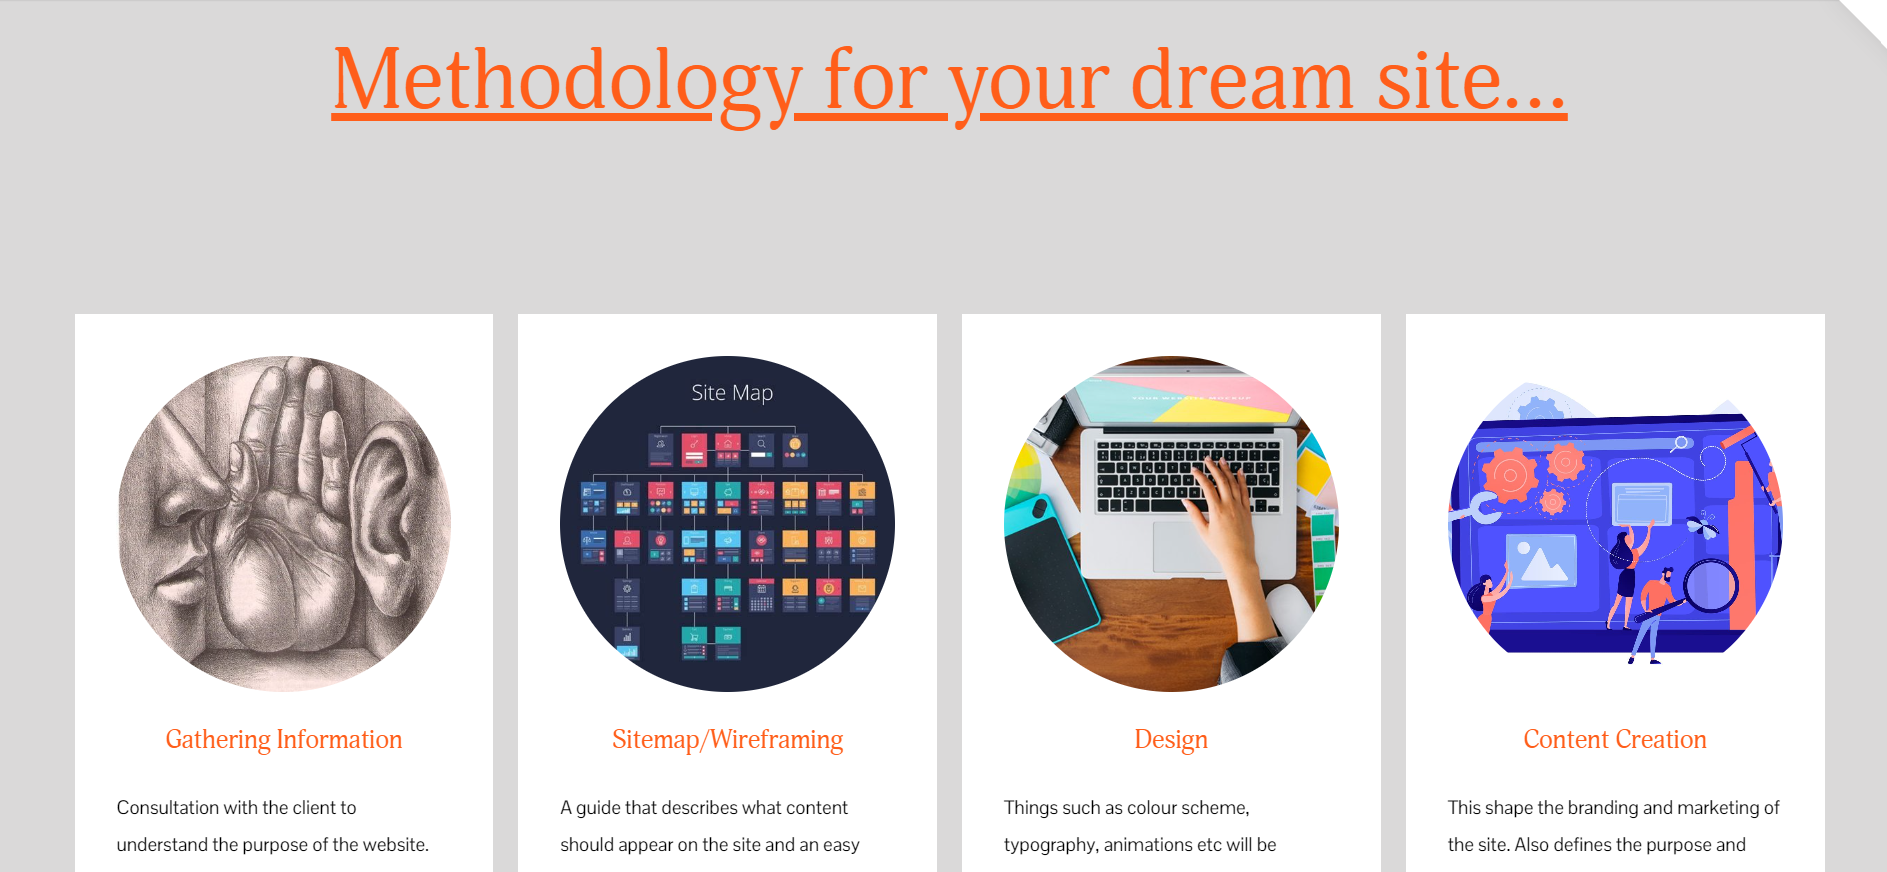 Methodology for your dream site...
Site Map
YOUR WEBSITE MOCKUP
Gathering Information
Consultation with the client to
understand the purpose of the website.
Sitemap/Wireframing
A guide that describes what content
should appear on the site and an easy
Design
Things such as colour scheme,
typography, animations etc will be
Content Creation
This shape the branding and marketing of
the site. Also defines the purpose and